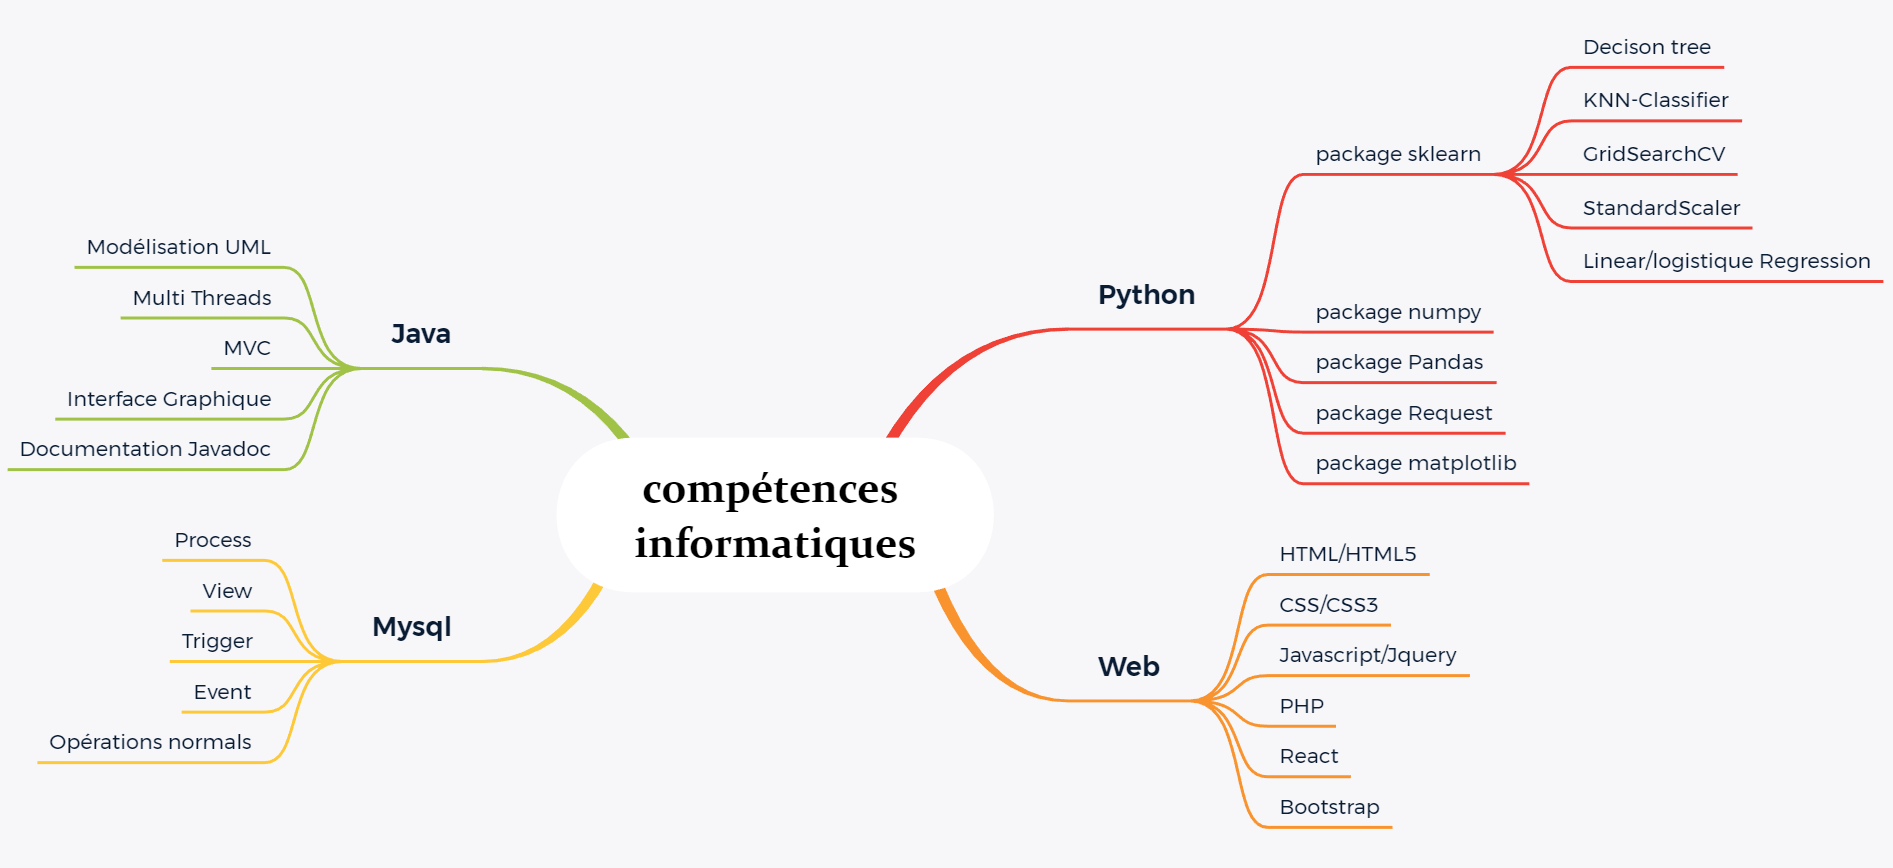 compétences
informatiques
Java
Modélisation UML
Multi Threads
MVC
Interface Graphique
Documentation Javadoc
Mysql
Process
View
Trigger
Event
Opérations normals
Python
package sklearn
Decison tree
KNN-Classifier
GridSearchCV
StandardScaler
Linear/logistique Regression
package numpy
package Pandas
package Request
package matplotlib
Web
HTML/HTML5
CSS/CSS3
Javascript/Jquery
PHP
React
Bootstrap